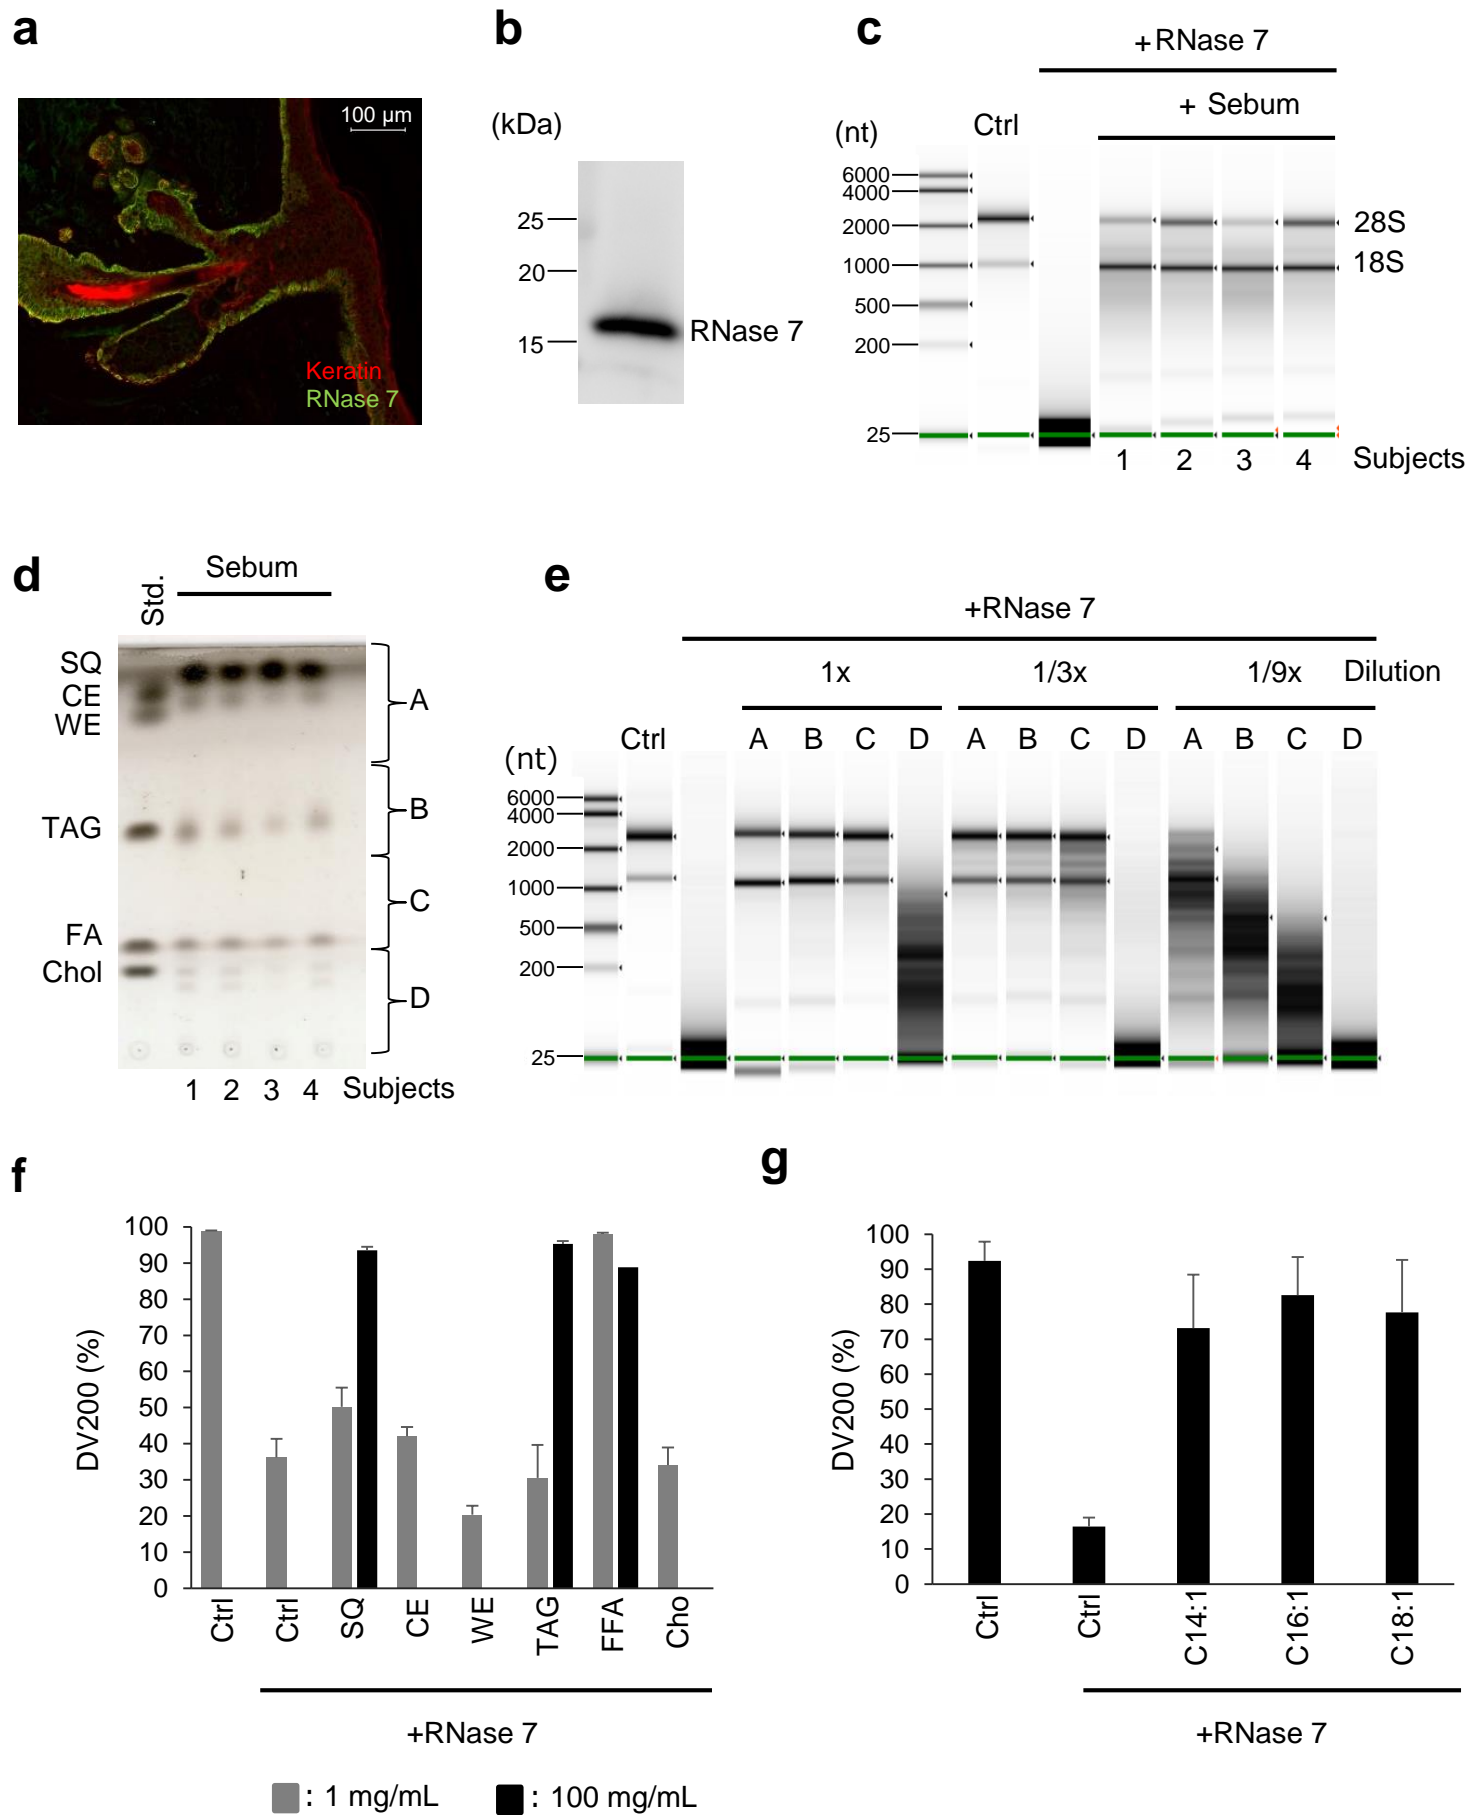 a
100 µm
Keratin
RNase 7
b
(kDa)
25
20
15
RNase 7
c
+RNase 7
+ Sebum
(nt)
Ctrl
6000
4000
2000
1000
500
200
25
28S
18S
1 2 3 4 Subjects
d
Std.
Sebum
SQ
CE
WE
TAG
FA
Chol
A
B
C
D
1 2 3 4 Subjects
e
+RNase 7
1x 1/3x 1/9x Dilution
Ctrl A B C D A B C D A B C D
(nt)
6000
4000
2000
1000
500
200
25
f
DV200 (%)
100
90
80
70
60
50
40
30
20
10
0
Ctrl
Ctrl
SQ
CE
WE
TAG
FFA
Cho
+RNase 7
: 1 mg/mL : 100 mg/mL
g
DV200 (%)
100
90
80
70
60
50
40
30
20
10
0
Ctrl
Ctrl
C14:1
C16:1
C18:1
+RNase 7